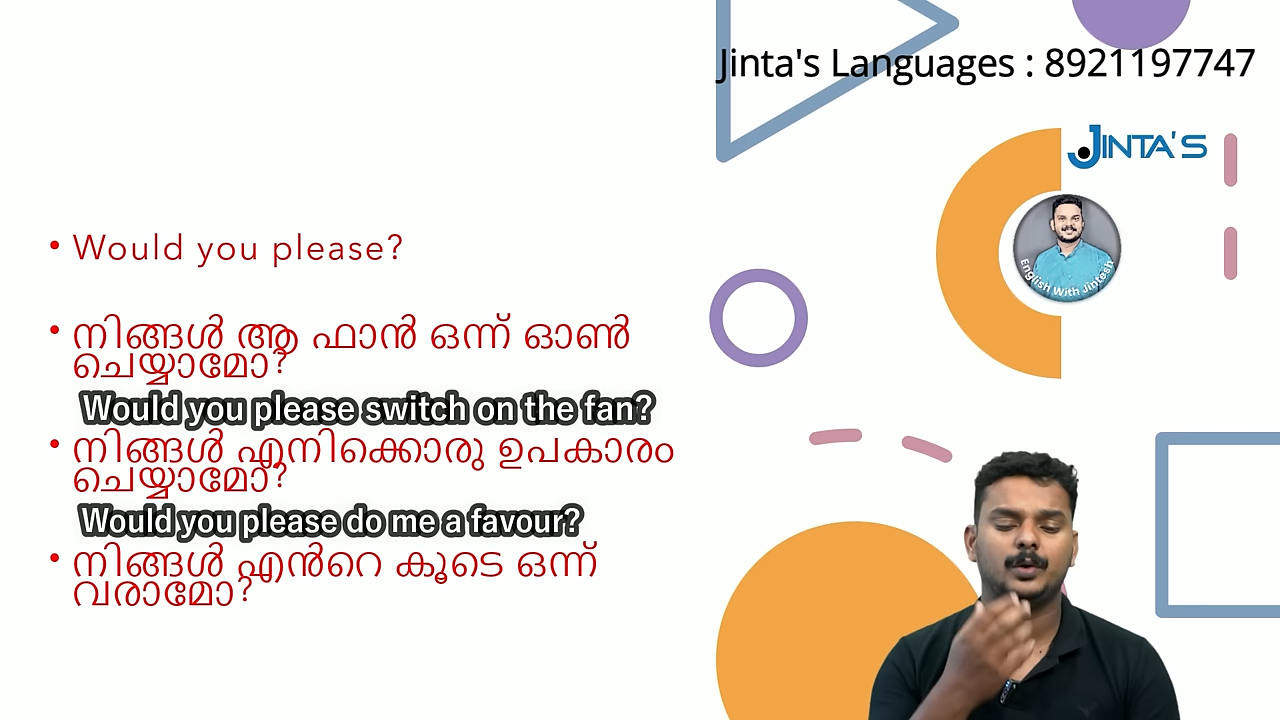 Jinta's Languages : 8921197747
JINTA'S
English With Jintesh
• Would you please?
• നിങ്ങൾ ആ ഫാൻ ഒന്ന് ഓൺ
ചെയ്യാമോ?
Would you please switch on the fan?
• നിങ്ങൾ എനിക്കൊരു ഉപകാരം
ചെയ്യാമോ?
Would you please do me a favour?
• നിങ്ങൾ എൻറെ കൂടെ ഒന്ന്
വരാമോ?